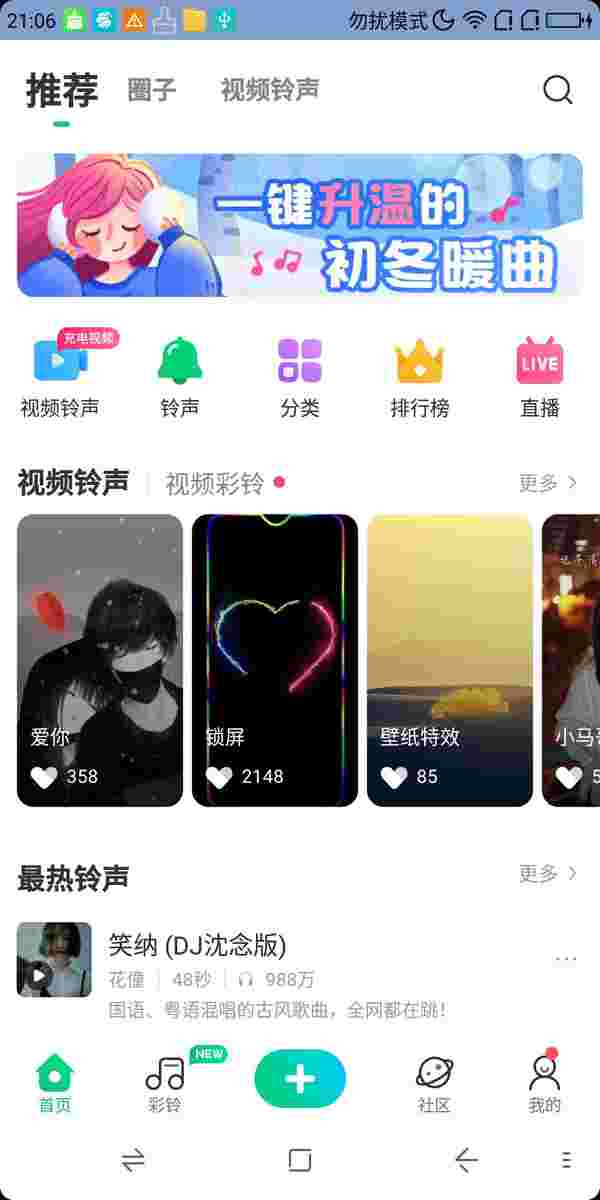 21:06 勿扰模式
推荐 圈子 视频铃声
一键升温的
初冬暖曲
充电视频
LIVE
视频铃声 铃声 分类 排行榜 直播
视频铃声 视频彩铃 更多
爱你 锁屏 壁纸特效 小马
358 2148 85 5
最热铃声 更多
笑纳 (DJ沈念版)
花僮 48秒 988万
国语、粤语混唱的古风歌曲，全网都在跳！
NEW
首页 彩铃 社区 我的